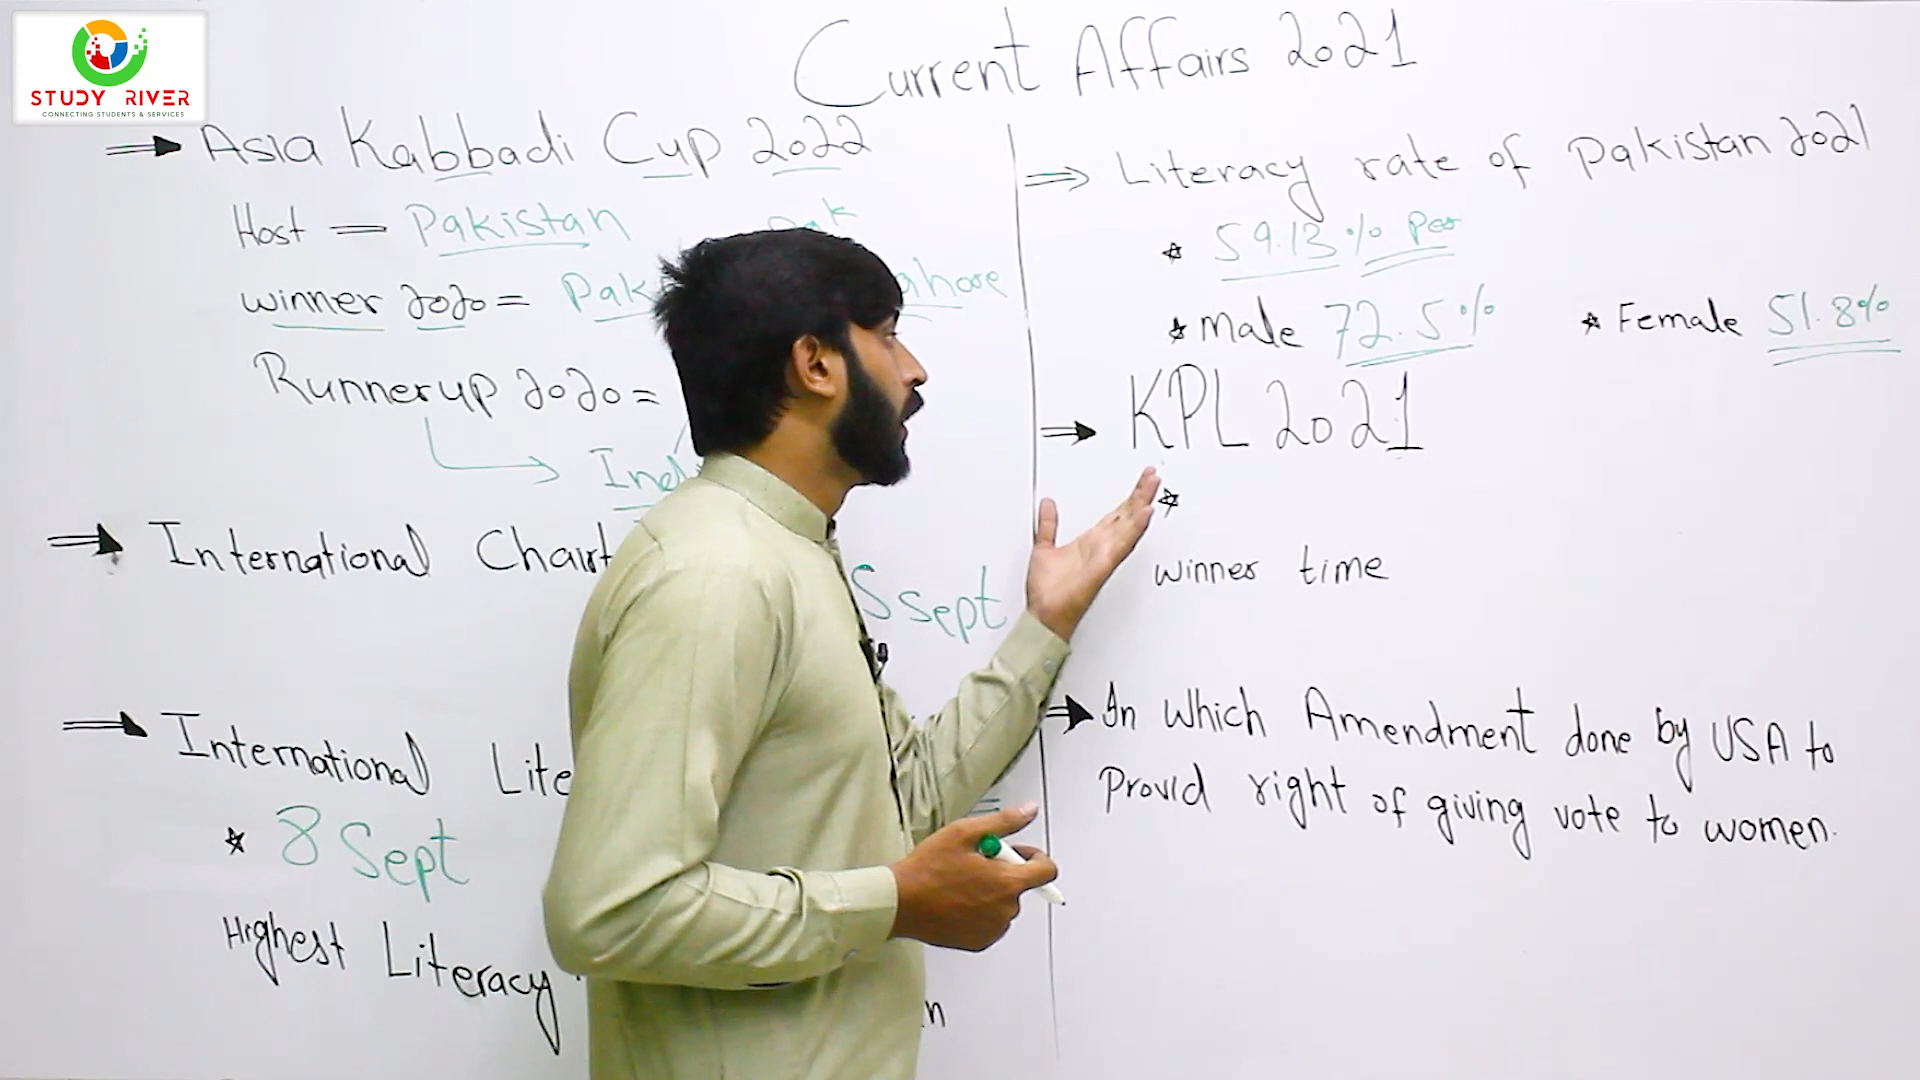 STUDY RIVER
CONNECTING STUDENTS & SERVICES
Current Affairs 2021
Asia Kabbadi Cup 2022
Host = Pakistan
winner 2020 = Pak
Runnerup 2020 =
International
5 Sept
International
8 Sept
Highest Literacy
Literacy rate of Pakistan 2021
59.13 % Per
Male 72.5%
Female 51.8%
KPL 2021
winner time
In which Amendment done by USA to
Provid right of giving vote to women.